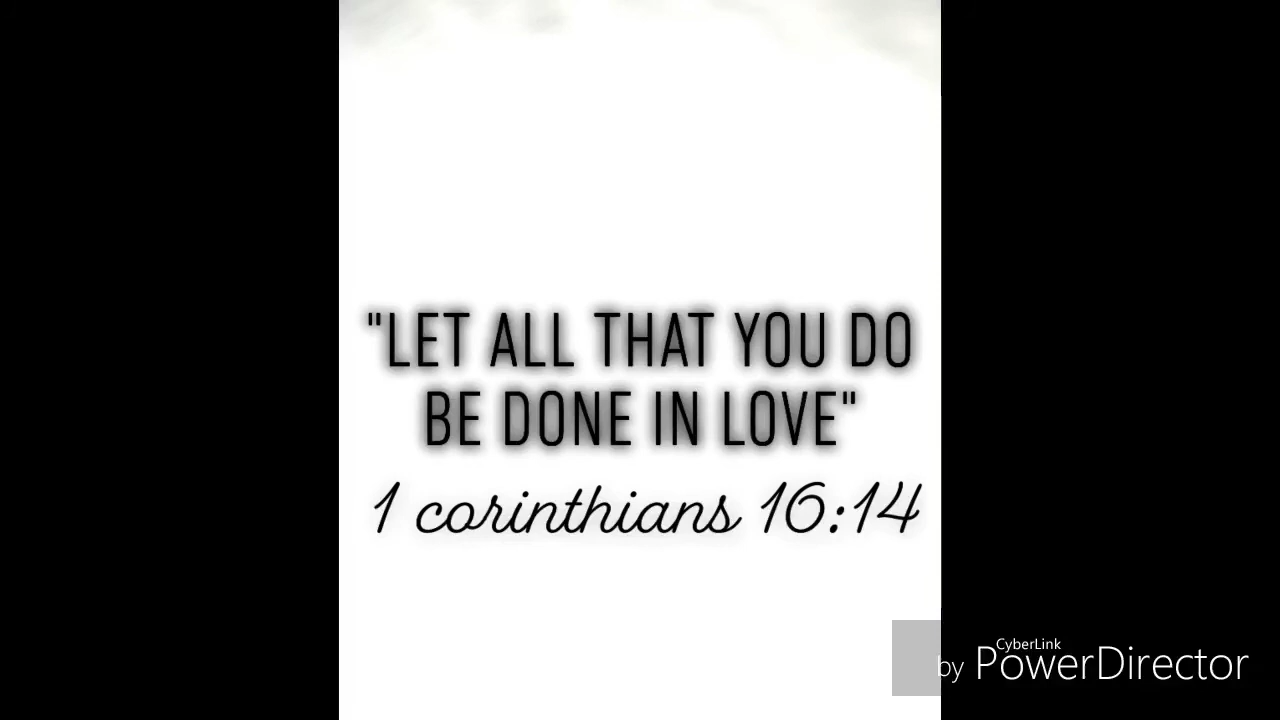 "LET ALL THAT YOU DO
BE DONE IN LOVE"
1 corinthians 16:14
CyberLink
by PowerDirector